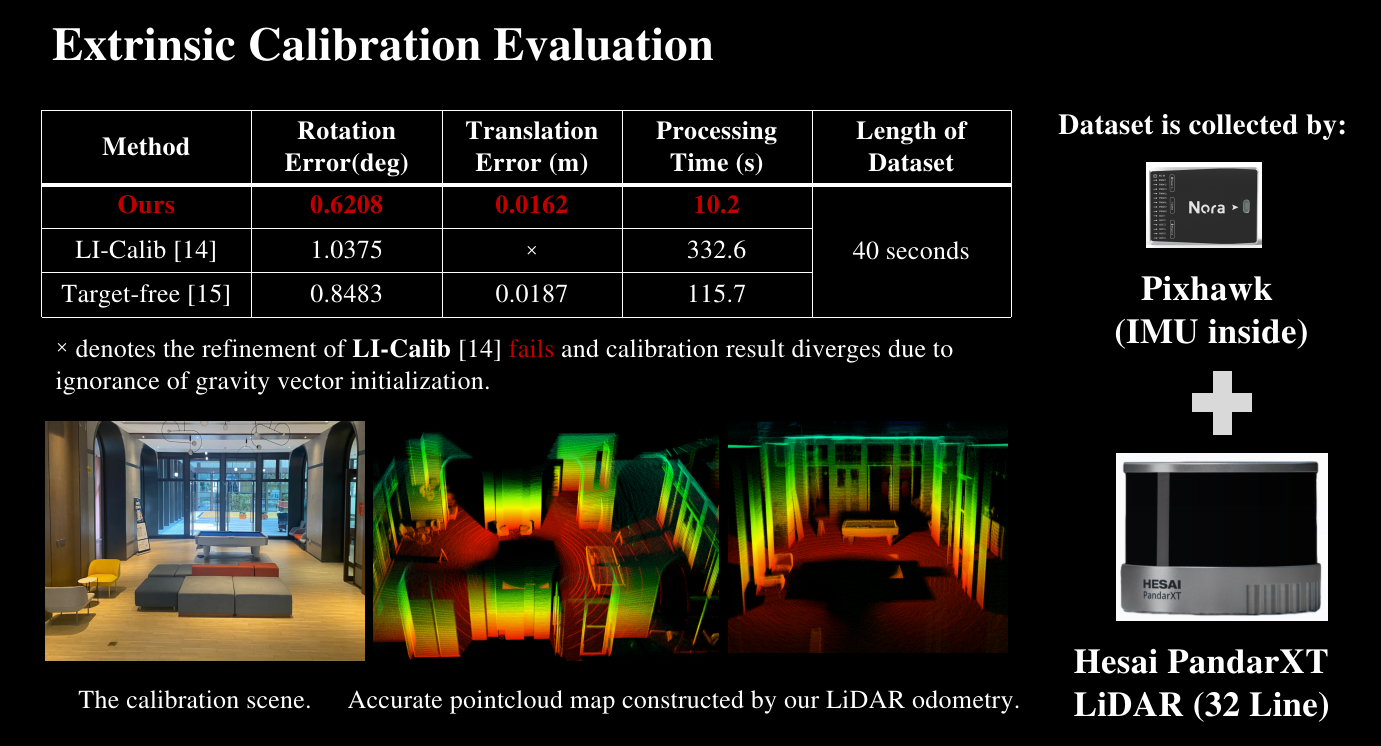 Extrinsic Calibration Evaluation
Method
Rotation
Error(deg)
Translation
Error (m)
Processing
Time (s)
Length of
Dataset
Ours 0.6208 0.0162 10.2
LI-Calib [14] 1.0375 × 332.6
40 seconds
Target-free [15] 0.8483 0.0187 115.7
× denotes the refinement of LI-Calib [14] fails and calibration result diverges due to
ignorance of gravity vector initialization.
The calibration scene.
Accurate pointcloud map constructed by our LiDAR odometry.
Dataset is collected by:
Nora
Pixhawk
(IMU inside)
HESAI
PandarXT
Hesai PandarXT
LiDAR (32 Line)